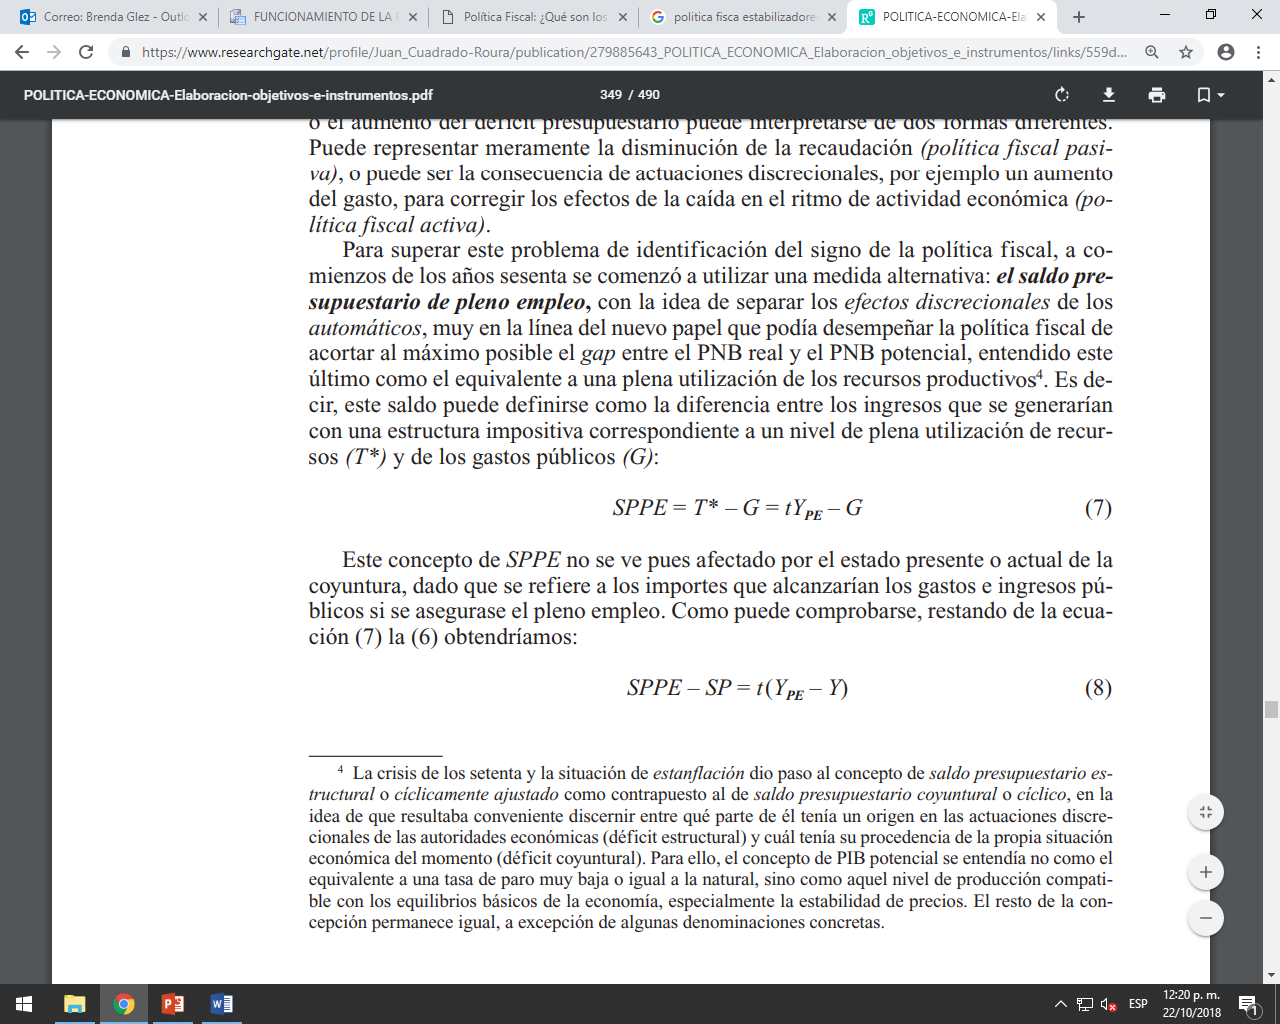 Correo: Brenda Glez - Outlo
FUNCIONAMIENTO DE LA P
Política Fiscal: ¿Qué son los
politica fisca estabilizadores
POLITICA-ECONOMICA-Ela
https://www.researchgate.net/profile/Juan_Cuadrado-Roura/publication/279885643_POLITICA_ECONOMICA_Elaboracion_objetivos_e_instrumentos/links/559d...
POLITICA-ECONOMICA-Elaboracion-objetivos-e-instrumentos.pdf
349 / 490
o el aumento del déficit presupuestario puede interpretarse de dos formas diferentes.
Puede representar meramente la disminución de la recaudación (política fiscal pasi-
va), o puede ser la consecuencia de actuaciones discrecionales, por ejemplo un aumento
del gasto, para corregir los efectos de la caída en el ritmo de actividad económica (po-
lítica fiscal activa).
Para superar este problema de identificación del signo de la política fiscal, a co-
mienzos de los años sesenta se comenzó a utilizar una medida alternativa: el saldo pre-
supuestario de pleno empleo, con la idea de separar los efectos discrecionales de los
automáticos, muy en la línea del nuevo papel que podía desempeñar la política fiscal de
acortar al máximo posible el gap entre el PNB real y el PNB potencial, entendido este
último como el equivalente a una plena utilización de los recursos productivos⁴. Es de-
cir, este saldo puede definirse como la diferencia entre los ingresos que se generarían
con una estructura impositiva correspondiente a un nivel de plena utilización de recur-
sos (T*) y de los gastos públicos (G):
SPPE = T* – G = tY_PE – G (7)
Este concepto de SPPE no se ve pues afectado por el estado presente o actual de la
coyuntura, dado que se refiere a los importes que alcanzarían los gastos e ingresos pú-
blicos si se asegurase el pleno empleo. Como puede comprobarse, restando de la ecua-
ción (7) la (6) obtendríamos:
SPPE – SP = t(Y_PE – Y) (8)
⁴ La crisis de los setenta y la situación de estanflación dio paso al concepto de saldo presupuestario es-
tructural o cíclicamente ajustado como contrapuesto al de saldo presupuestario coyuntural o cíclico, en la
idea de que resultaba conveniente discernir entre qué parte de él tenía un origen en las actuaciones discre-
cionales de las autoridades económicas (déficit estructural) y cuál tenía su procedencia de la propia situación
económica del momento (déficit coyuntural). Para ello, el concepto de PIB potencial se entendía no como el
equivalente a una tasa de paro muy baja o igual a la natural, sino como aquel nivel de producción compati-
ble con los equilibrios básicos de la economía, especialmente la estabilidad de precios. El resto de la con-
cepción permanece igual, a excepción de algunas denominaciones concretas.
ESP
12:20 p. m.
22/10/2018
1